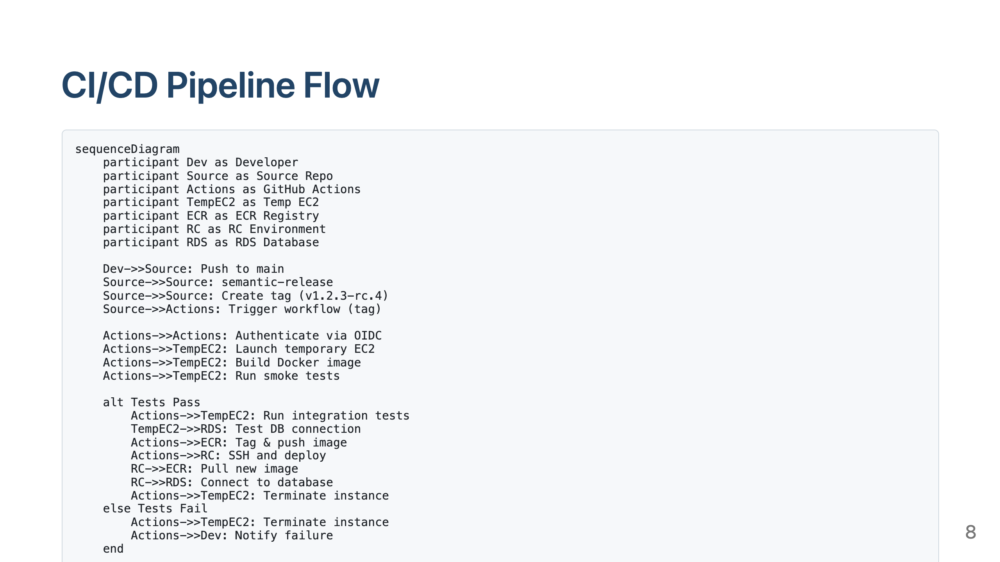 CI/CD Pipeline Flow
sequenceDiagram
    participant Dev as Developer
    participant Source as Source Repo
    participant Actions as GitHub Actions
    participant TempEC2 as Temp EC2
    participant ECR as ECR Registry
    participant RC as RC Environment
    participant RDS as RDS Database

    Dev->>Source: Push to main
    Source->>Source: semantic-release
    Source->>Source: Create tag (v1.2.3-rc.4)
    Source->>Actions: Trigger workflow (tag)

    Actions->>Actions: Authenticate via OIDC
    Actions->>TempEC2: Launch temporary EC2
    Actions->>TempEC2: Build Docker image
    Actions->>TempEC2: Run smoke tests

    alt Tests Pass
        Actions->>TempEC2: Run integration tests
        TempEC2->>RDS: Test DB connection
        Actions->>ECR: Tag & push image
        Actions->>RC: SSH and deploy
        RC->>ECR: Pull new image
        RC->>RDS: Connect to database
        Actions->>TempEC2: Terminate instance
    else Tests Fail
        Actions->>TempEC2: Terminate instance
        Actions->>Dev: Notify failure
    end
8